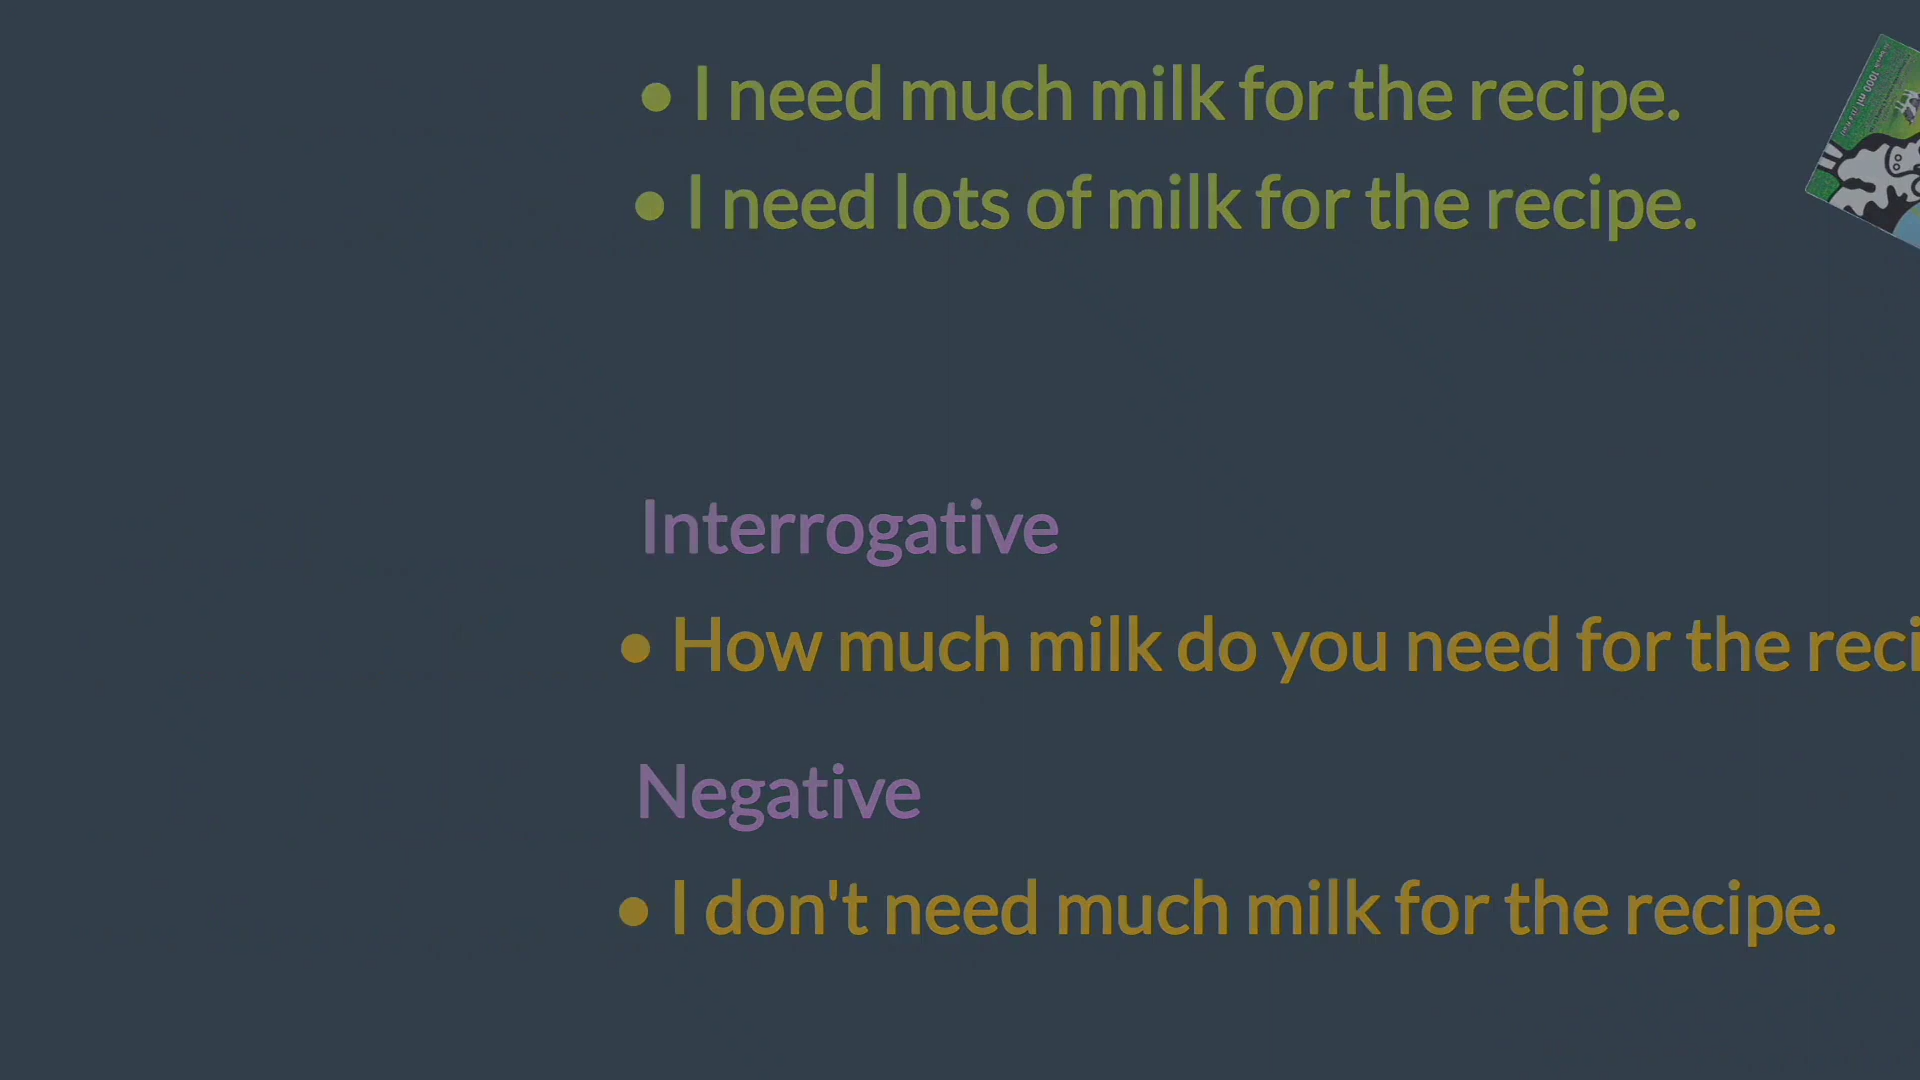 • I need much milk for the recipe.
• I need lots of milk for the recipe.
Interrogative
• How much milk do you need for the reci
Negative
• I don't need much milk for the recipe.